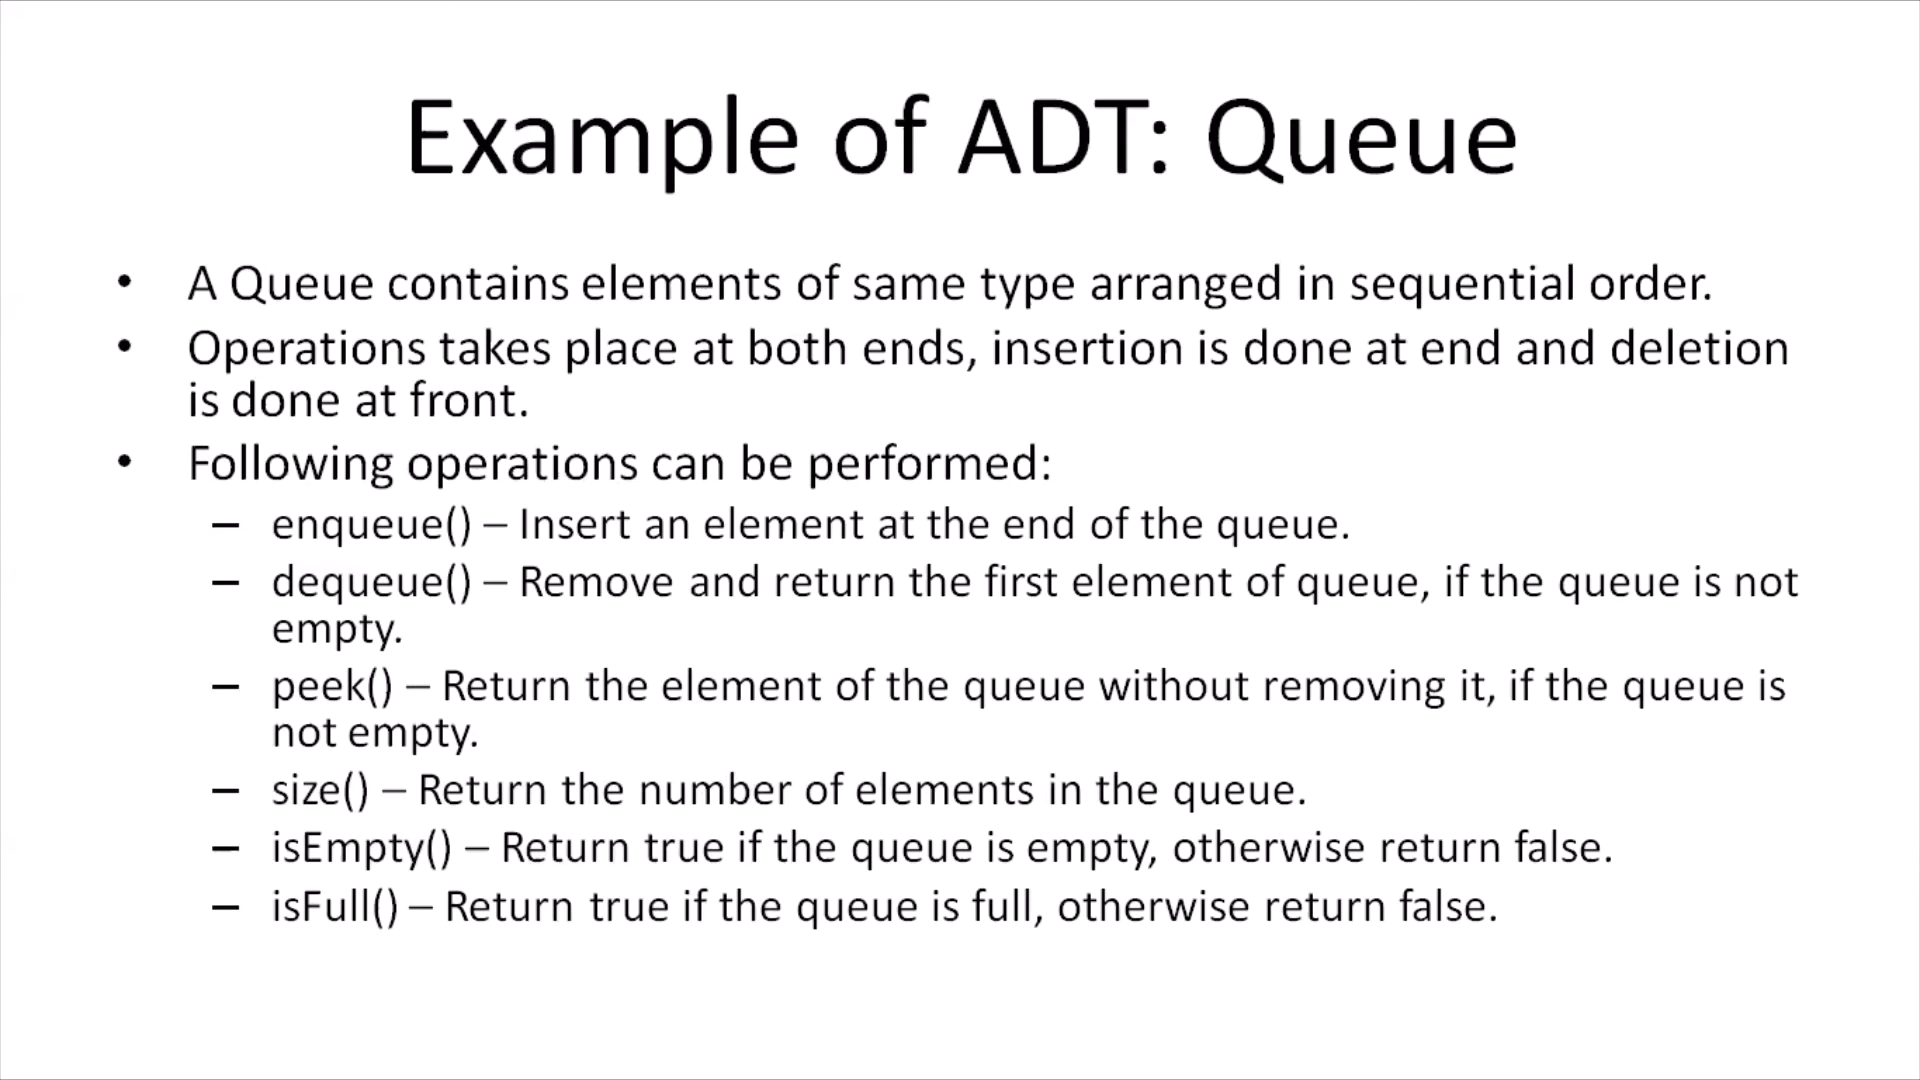 Example of ADT: Queue
• A Queue contains elements of same type arranged in sequential order.
• Operations takes place at both ends, insertion is done at end and deletion
is done at front.
• Following operations can be performed:
– enqueue() – Insert an element at the end of the queue.
– dequeue() – Remove and return the first element of queue, if the queue is not
empty.
– peek() – Return the element of the queue without removing it, if the queue is
not empty.
– size() – Return the number of elements in the queue.
– isEmpty() – Return true if the queue is empty, otherwise return false.
– isFull() – Return true if the queue is full, otherwise return false.